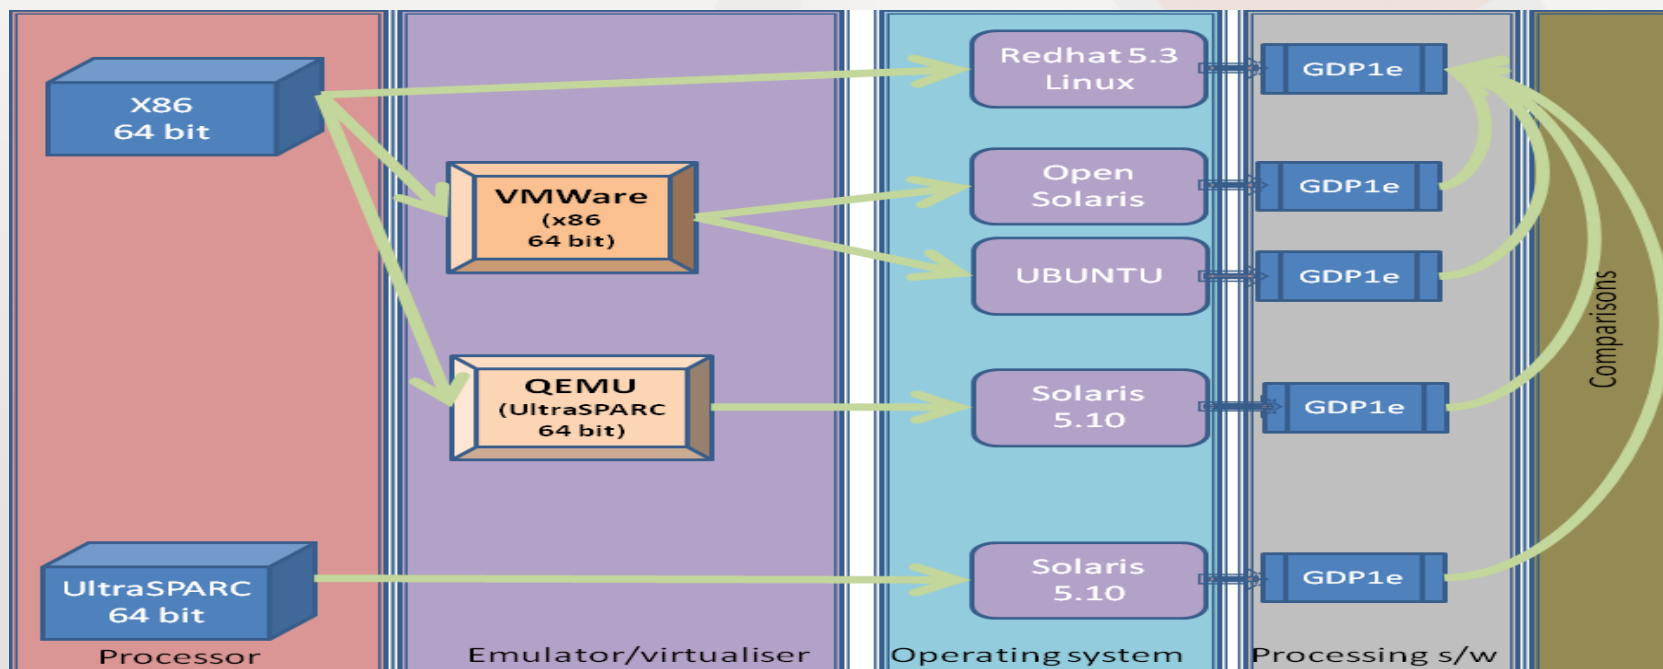 X86
64 bit
VMWare
(x86
64 bit)
QEMU
(UltraSPARC
64 bit)
UltraSPARC
64 bit
Redhat 5.3
Linux
Open
Solaris
UBUNTU
Solaris
5.10
Solaris
5.10
GDP1e
GDP1e
GDP1e
GDP1e
GDP1e
Comparisons
Processor
Emulator/virtualiser
Operating system
Processing s/w